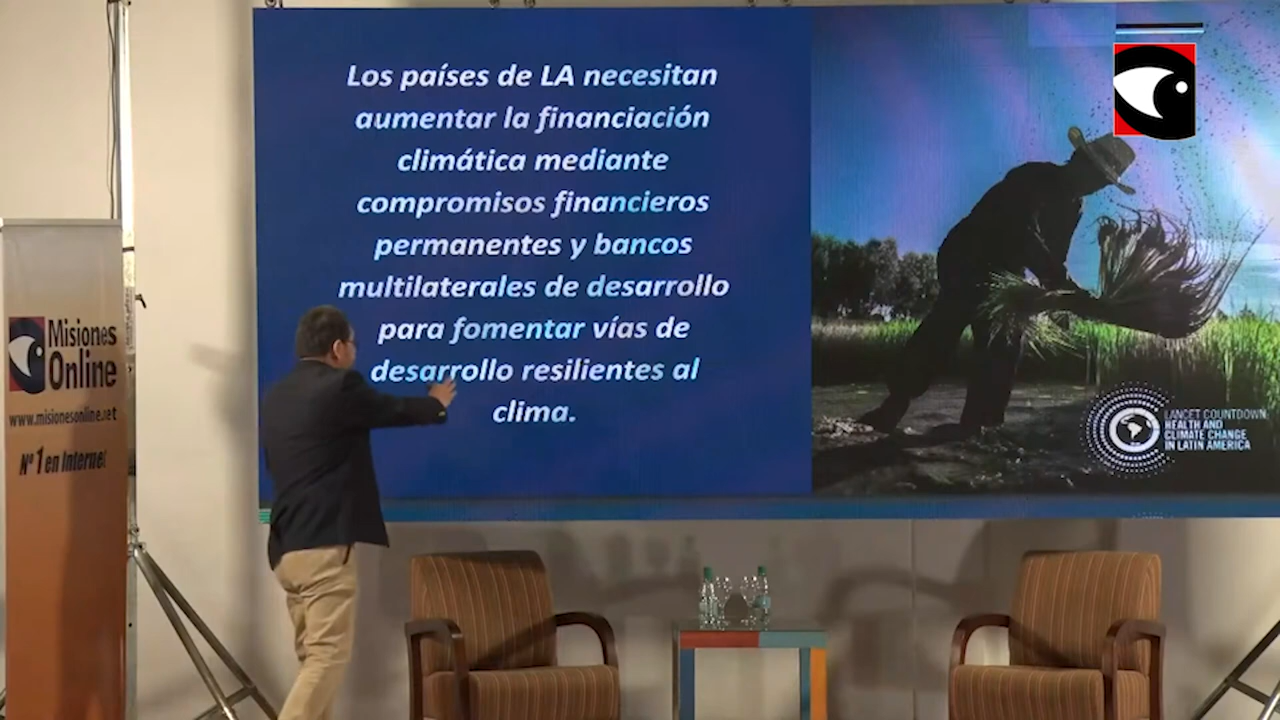 Los países de LA necesitan
aumentar la financiación
climática mediante
compromisos financieros
permanentes y bancos
multilaterales de desarrollo
para fomentar vías de
desarrollo resilientes al
clima.
LANCET COUNTDOWN:
HEALTH AND
CLIMATE CHANGE
IN LATIN AMERICA
Misiones
Online
www.misionesonline.net
Nº 1 en Internet